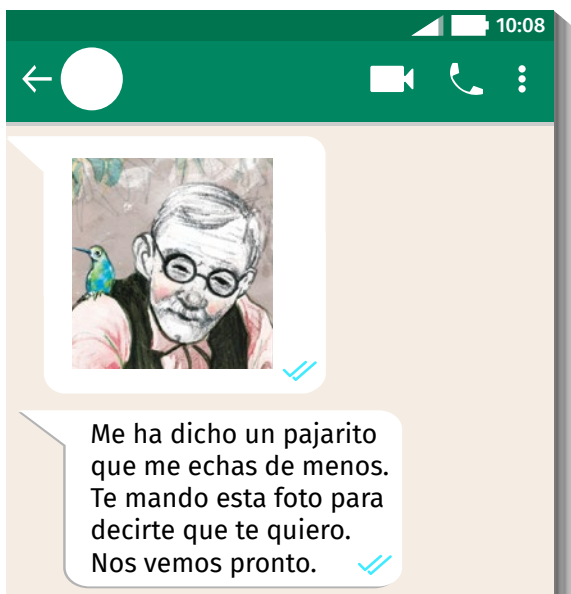 10:08
Me ha dicho un pajarito
que me echas de menos.
Te mando esta foto para
decirte que te quiero.
Nos vemos pronto.